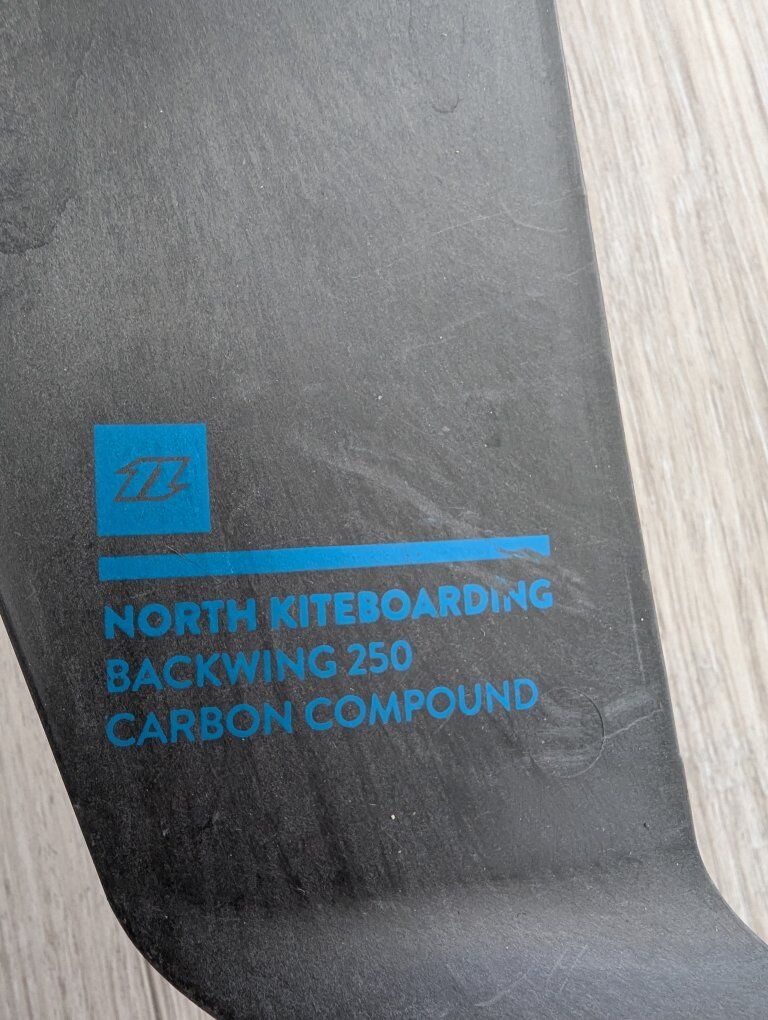 NORTH KITEBOARDING
BACKWING 250
CARBON COMPOUND